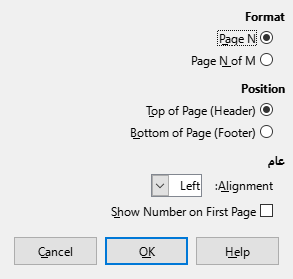 Format
Page N
Page N of M
Position
Top of Page (Header)
Bottom of Page (Footer)
عام
Alignment: Left
Show Number on First Page
Help OK Cancel